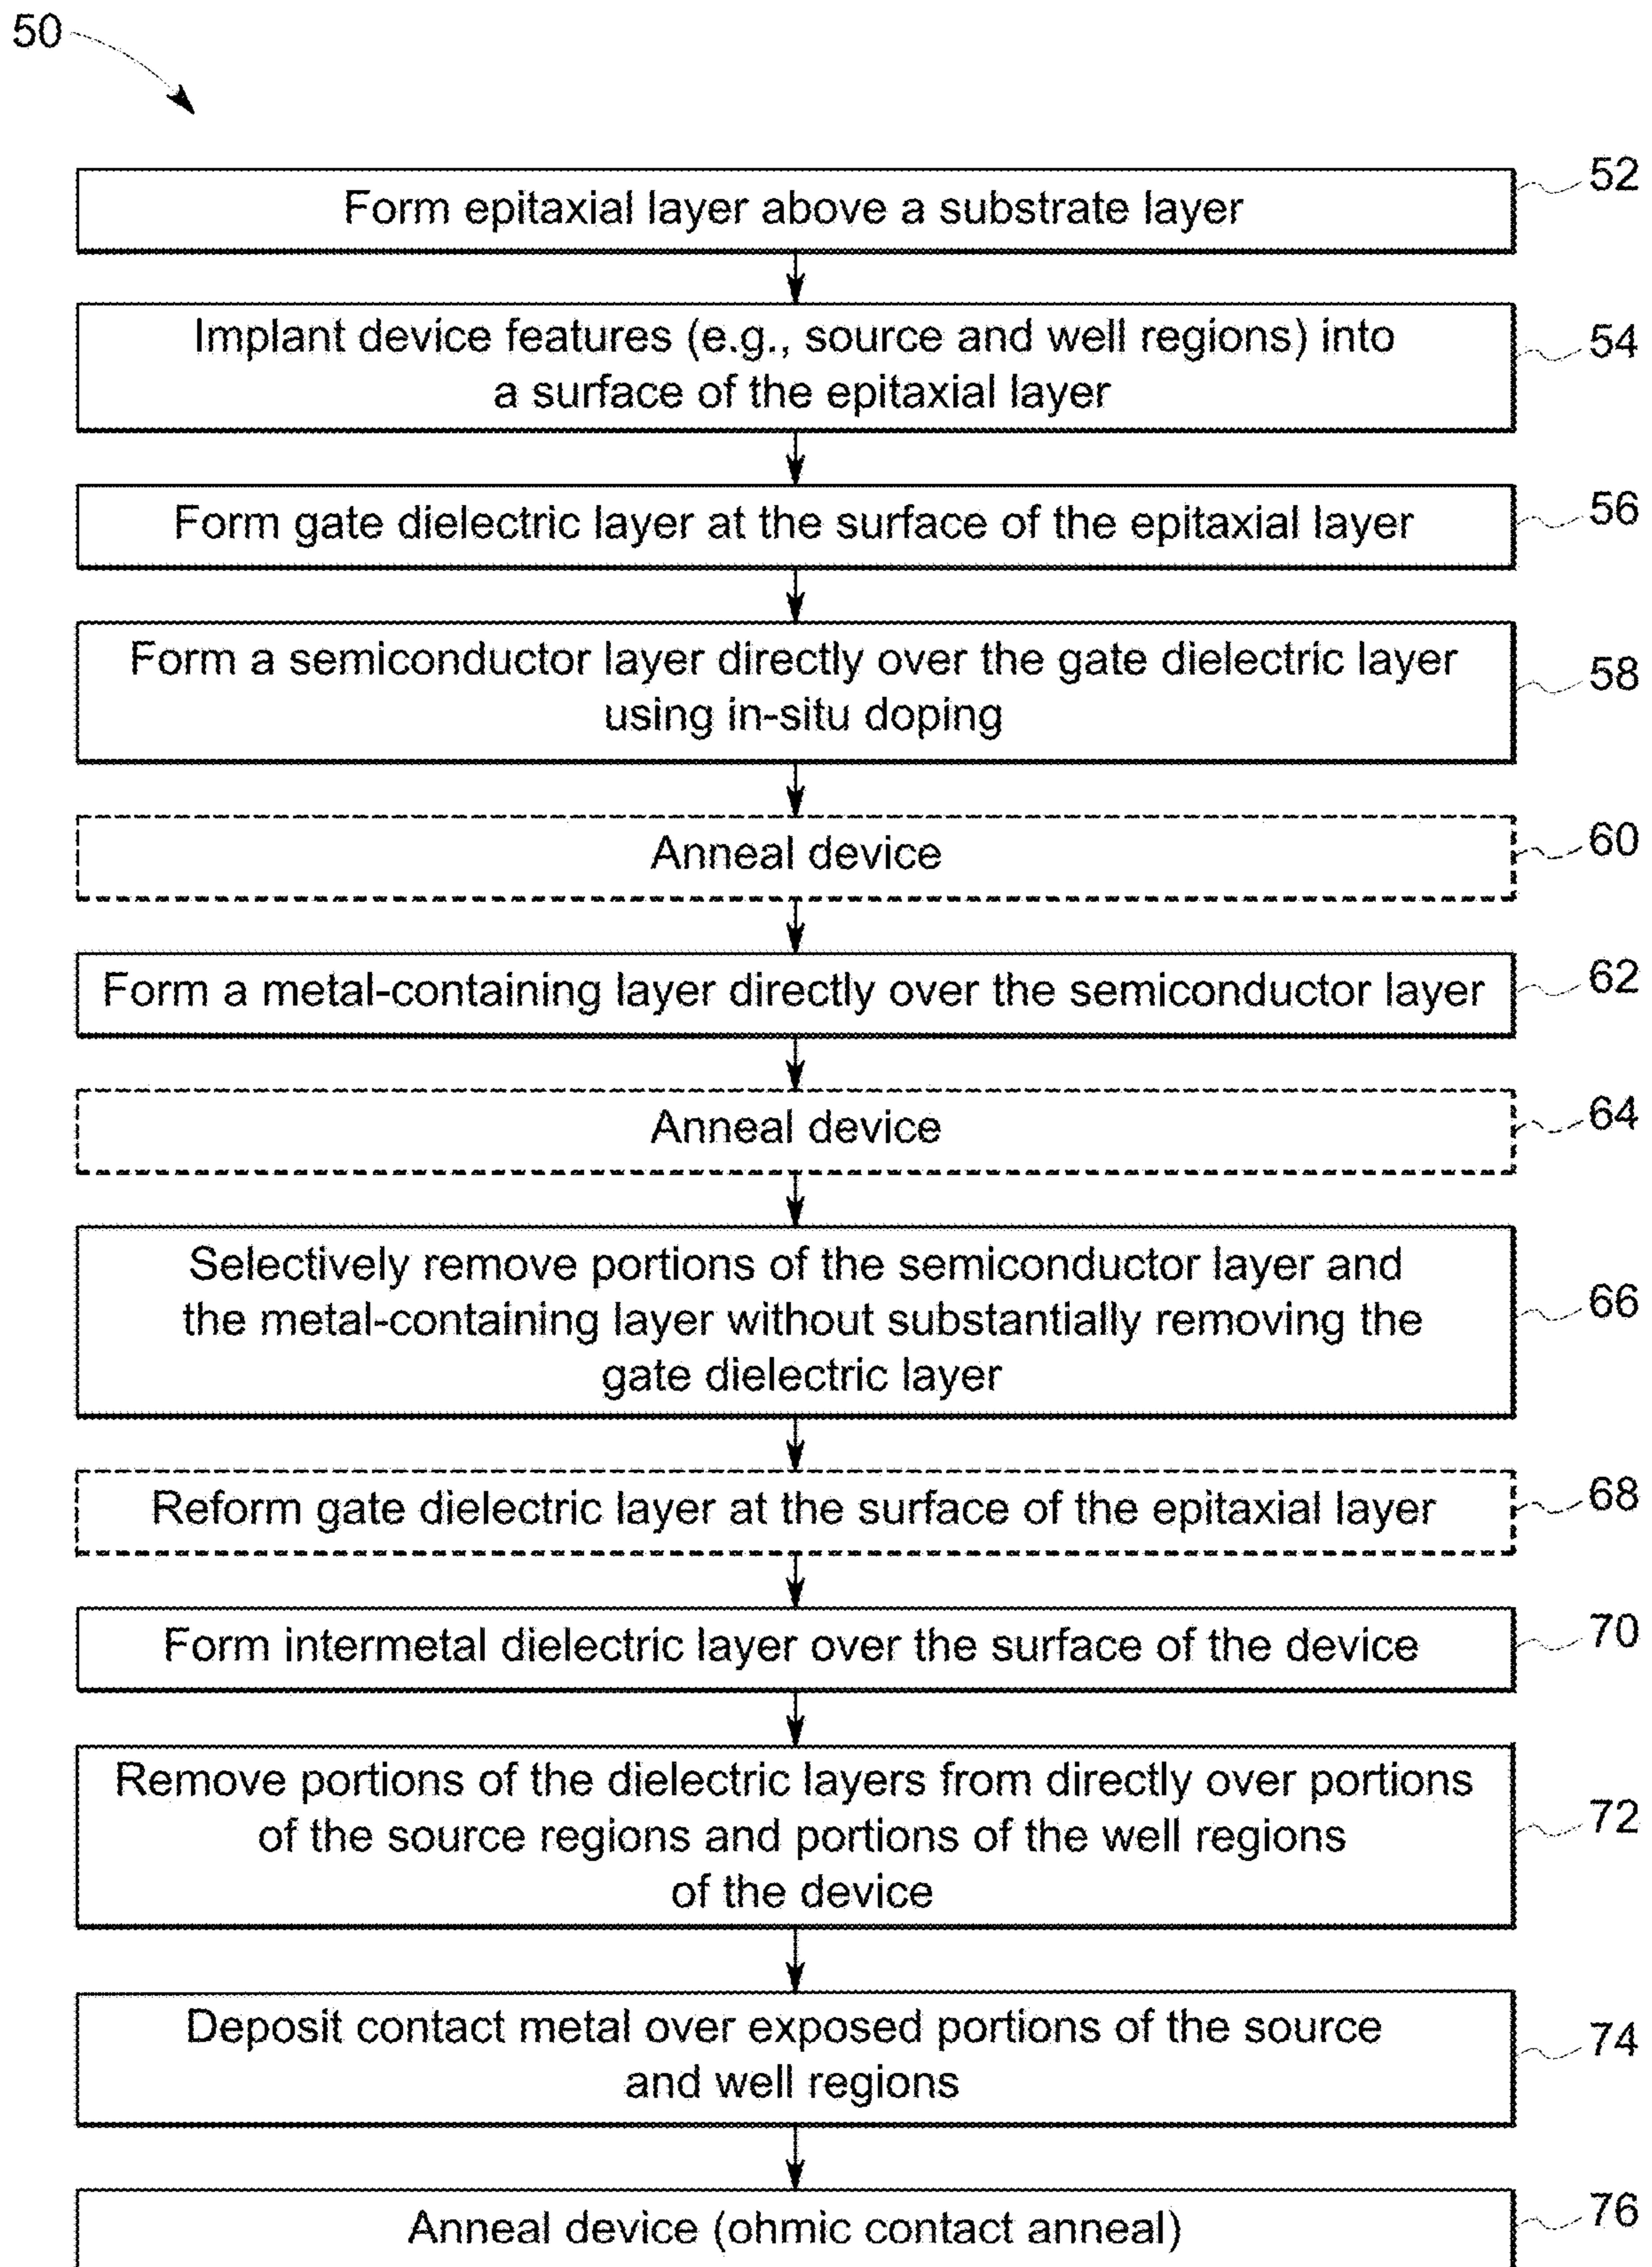 50
Form epitaxial layer above a substrate layer
52
Implant device features (e.g., source and well regions) into
a surface of the epitaxial layer
54
Form gate dielectric layer at the surface of the epitaxial layer
56
Form a semiconductor layer directly over the gate dielectric layer
using in-situ doping
58
Anneal device
60
Form a metal-containing layer directly over the semiconductor layer
62
Anneal device
64
Selectively remove portions of the semiconductor layer and
the metal-containing layer without substantially removing the
gate dielectric layer
66
Reform gate dielectric layer at the surface of the epitaxial layer
68
Form intermetal dielectric layer over the surface of the device
70
Remove portions of the dielectric layers from directly over portions
of the source regions and portions of the well regions
of the device
72
Deposit contact metal over exposed portions of the source
and well regions
74
Anneal device (ohmic contact anneal)
76